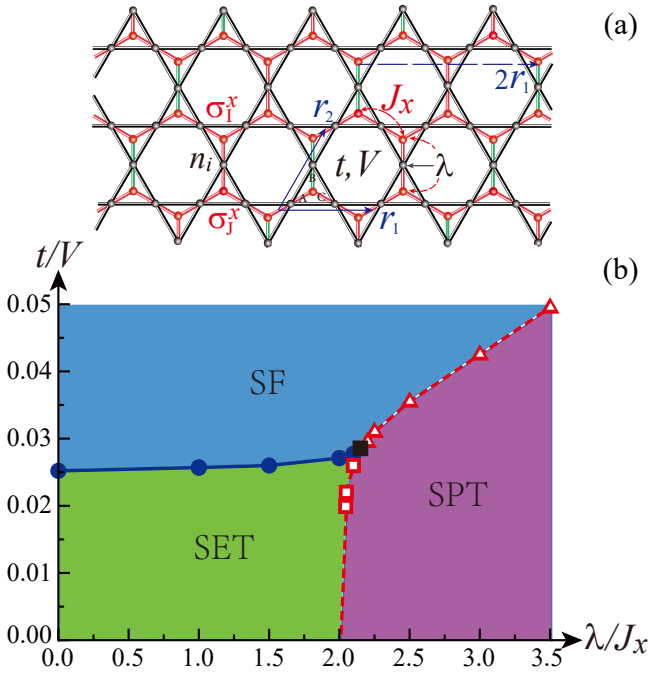 (a)
2r₁
σᴵˣ r₂ Jₓ
nᵢ t, V λ
B
A C
σᴶˣ r₁
(b)
t/V
0.05
0.04
SF
0.03
0.02
SET SPT
0.01
0.00
0.0 0.5 1.0 1.5 2.0 2.5 3.0 3.5
λ/Jₓ